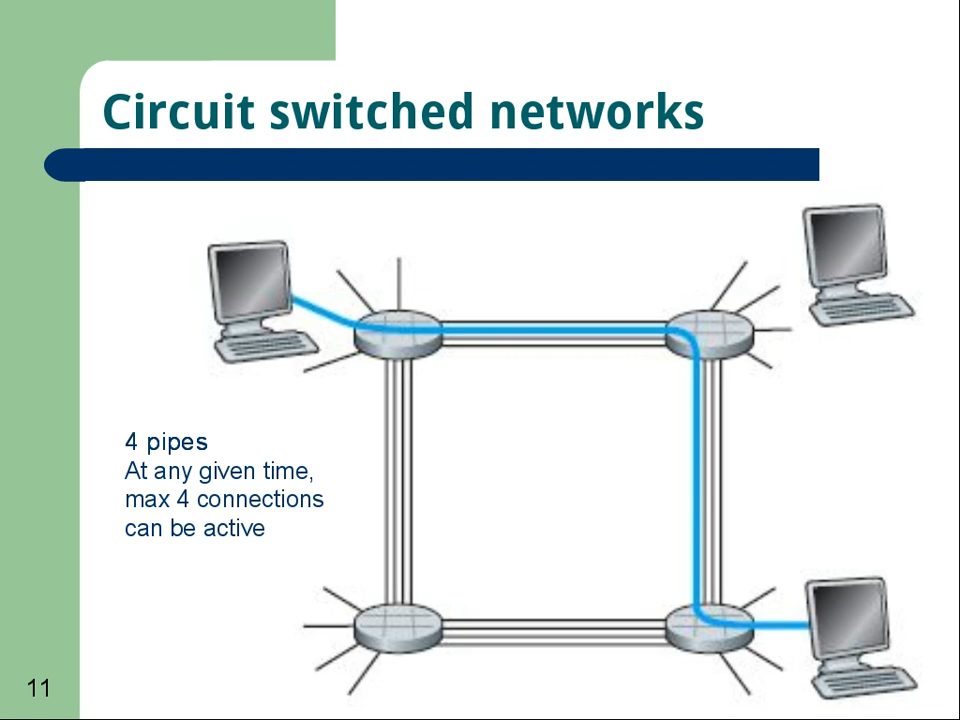 Circuit switched networks
4 pipes
At any given time,
max 4 connections
can be active
11